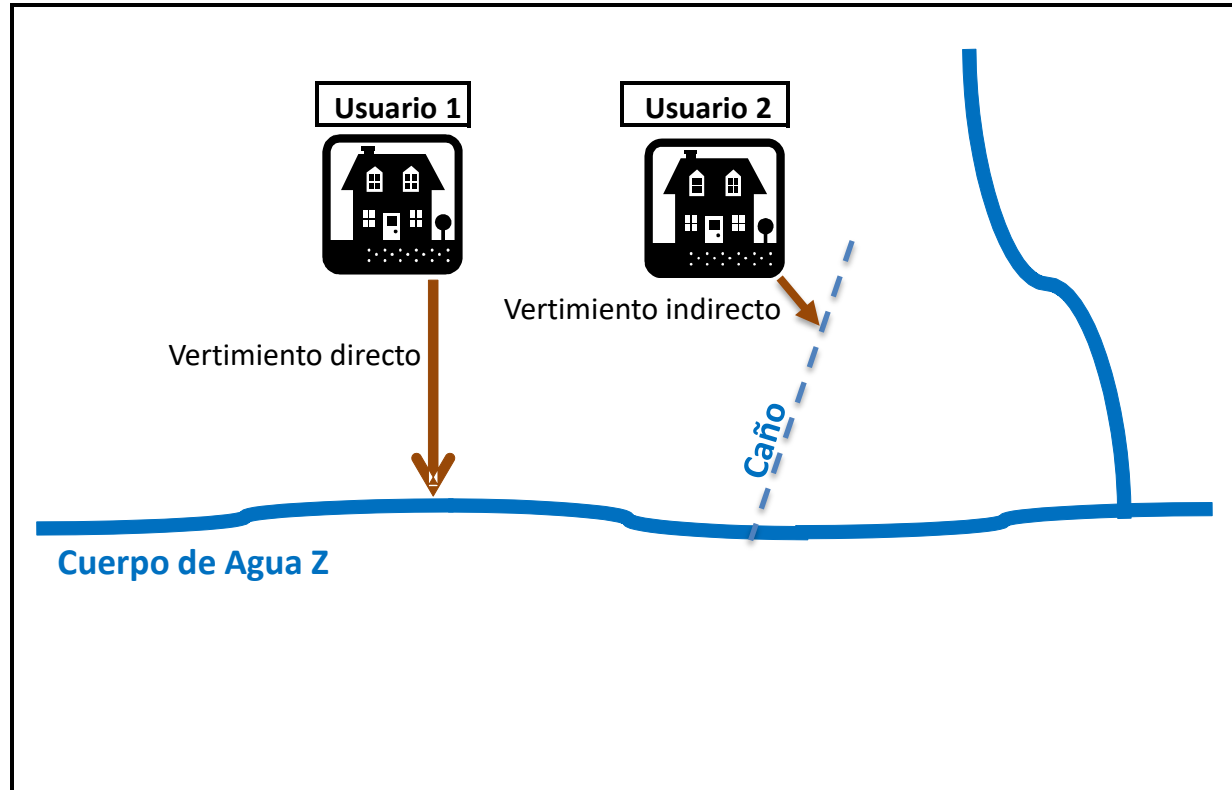 Usuario 1
Usuario 2
Vertimiento indirecto
Vertimiento directo
Caño
Cuerpo de Agua Z